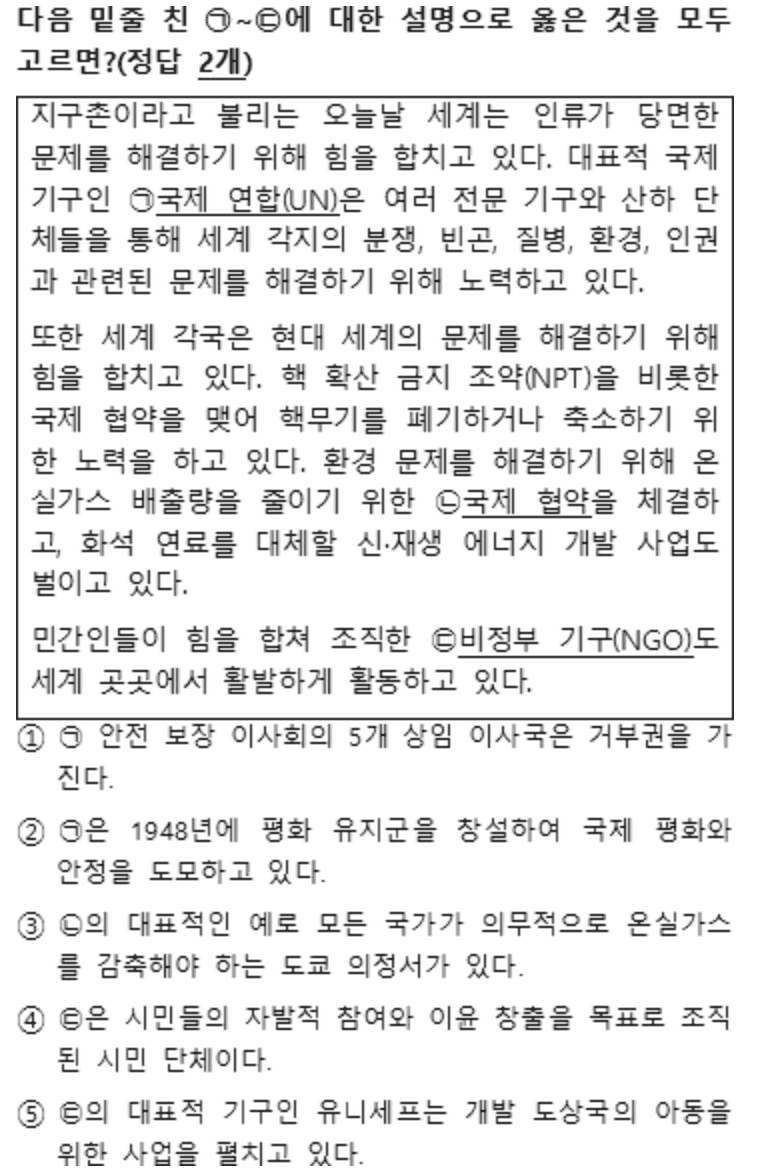 다음 밑줄 친 ㉠~㉢에 대한 설명으로 옳은 것을 모두
고르면?(정답 2개)
지구촌이라고 불리는 오늘날 세계는 인류가 당면한
문제를 해결하기 위해 힘을 합치고 있다. 대표적 국제
기구인 ㉠국제 연합(UN)은 여러 전문 기구와 산하 단
체들을 통해 세계 각지의 분쟁, 빈곤, 질병, 환경, 인권
과 관련된 문제를 해결하기 위해 노력하고 있다.
또한 세계 각국은 현대 세계의 문제를 해결하기 위해
힘을 합치고 있다. 핵 확산 금지 조약(NPT)을 비롯한
국제 협약을 맺어 핵무기를 폐기하거나 축소하기 위
한 노력을 하고 있다. 환경 문제를 해결하기 위해 온
실가스 배출량을 줄이기 위한 ㉡국제 협약을 체결하
고, 화석 연료를 대체할 신·재생 에너지 개발 사업도
벌이고 있다.
민간인들이 힘을 합쳐 조직한 ㉢비정부 기구(NGO)도
세계 곳곳에서 활발하게 활동하고 있다.
① ㉠ 안전 보장 이사회의 5개 상임 이사국은 거부권을 가
진다.
② ㉠은 1948년에 평화 유지군을 창설하여 국제 평화와
안정을 도모하고 있다.
③ ㉡의 대표적인 예로 모든 국가가 의무적으로 온실가스
를 감축해야 하는 도쿄 의정서가 있다.
④ ㉢은 시민들의 자발적 참여와 이윤 창출을 목표로 조직
된 시민 단체이다.
⑤ ㉢의 대표적 기구인 유니세프는 개발 도상국의 아동을
위한 사업을 펼치고 있다.